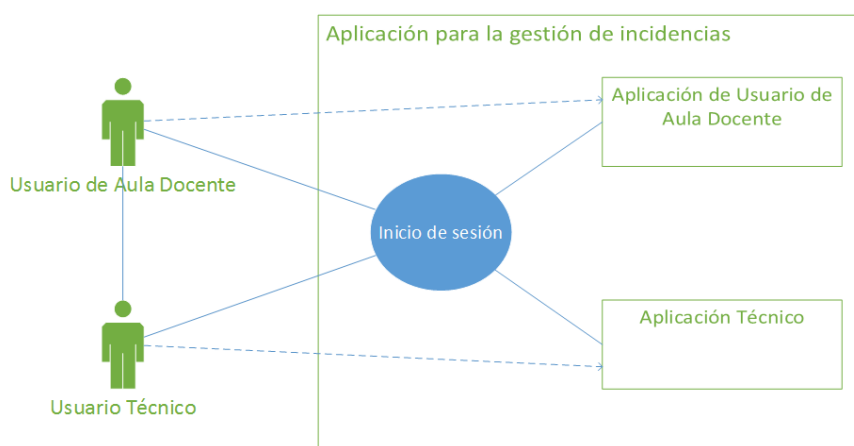 Aplicación para la gestión de incidencias
Aplicación de Usuario de
Aula Docente
Usuario de Aula Docente
Inicio de sesión
Aplicación Técnico
Usuario Técnico